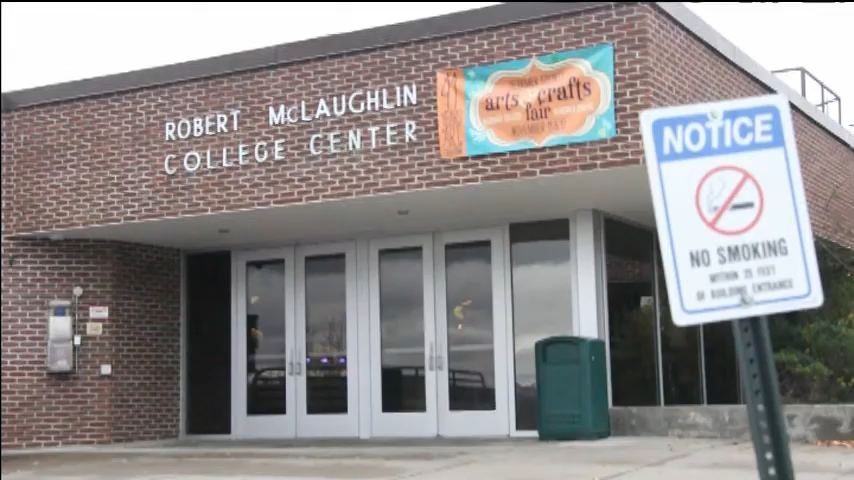 ROBERT McLAUGHLIN
COLLEGE CENTER
arts & crafts
fair
NOTICE
NO SMOKING
WITHIN 25 FEET
OF BUILDING ENTRANCE